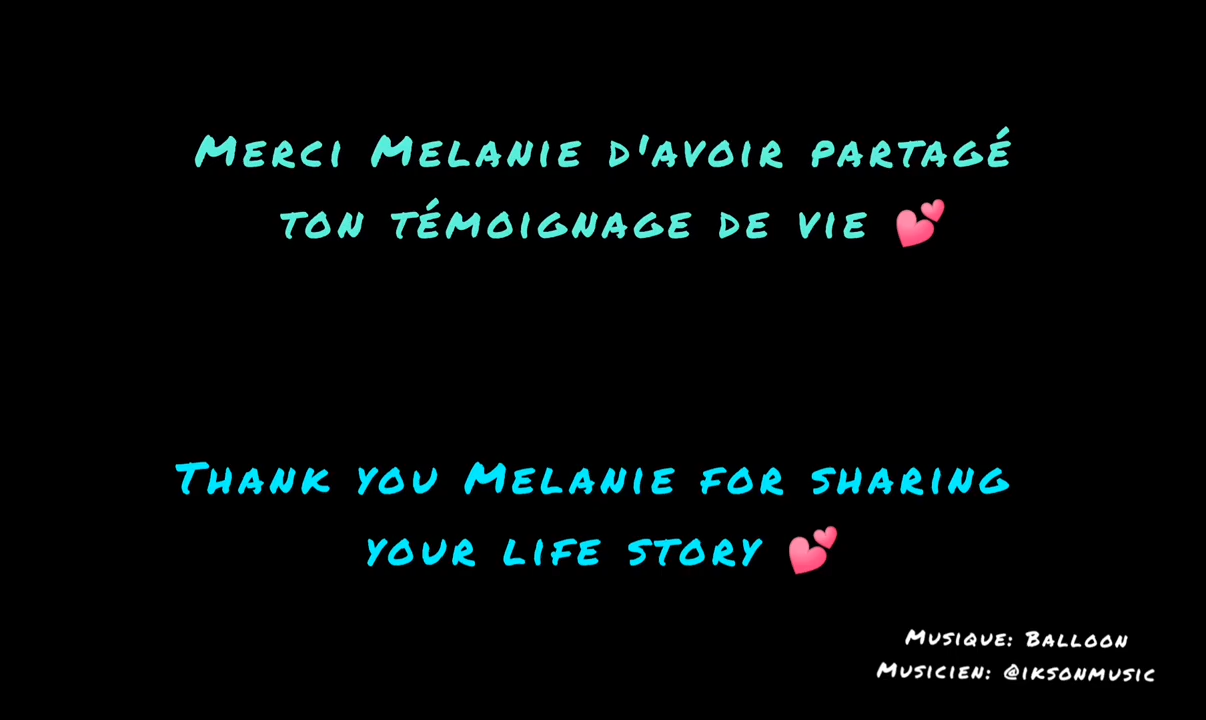 Merci Melanie d'avoir partagé
ton témoignage de vie 💕
Thank you Melanie for sharing
your life story 💕
Musique: Balloon
Musicien: @iksonmusic